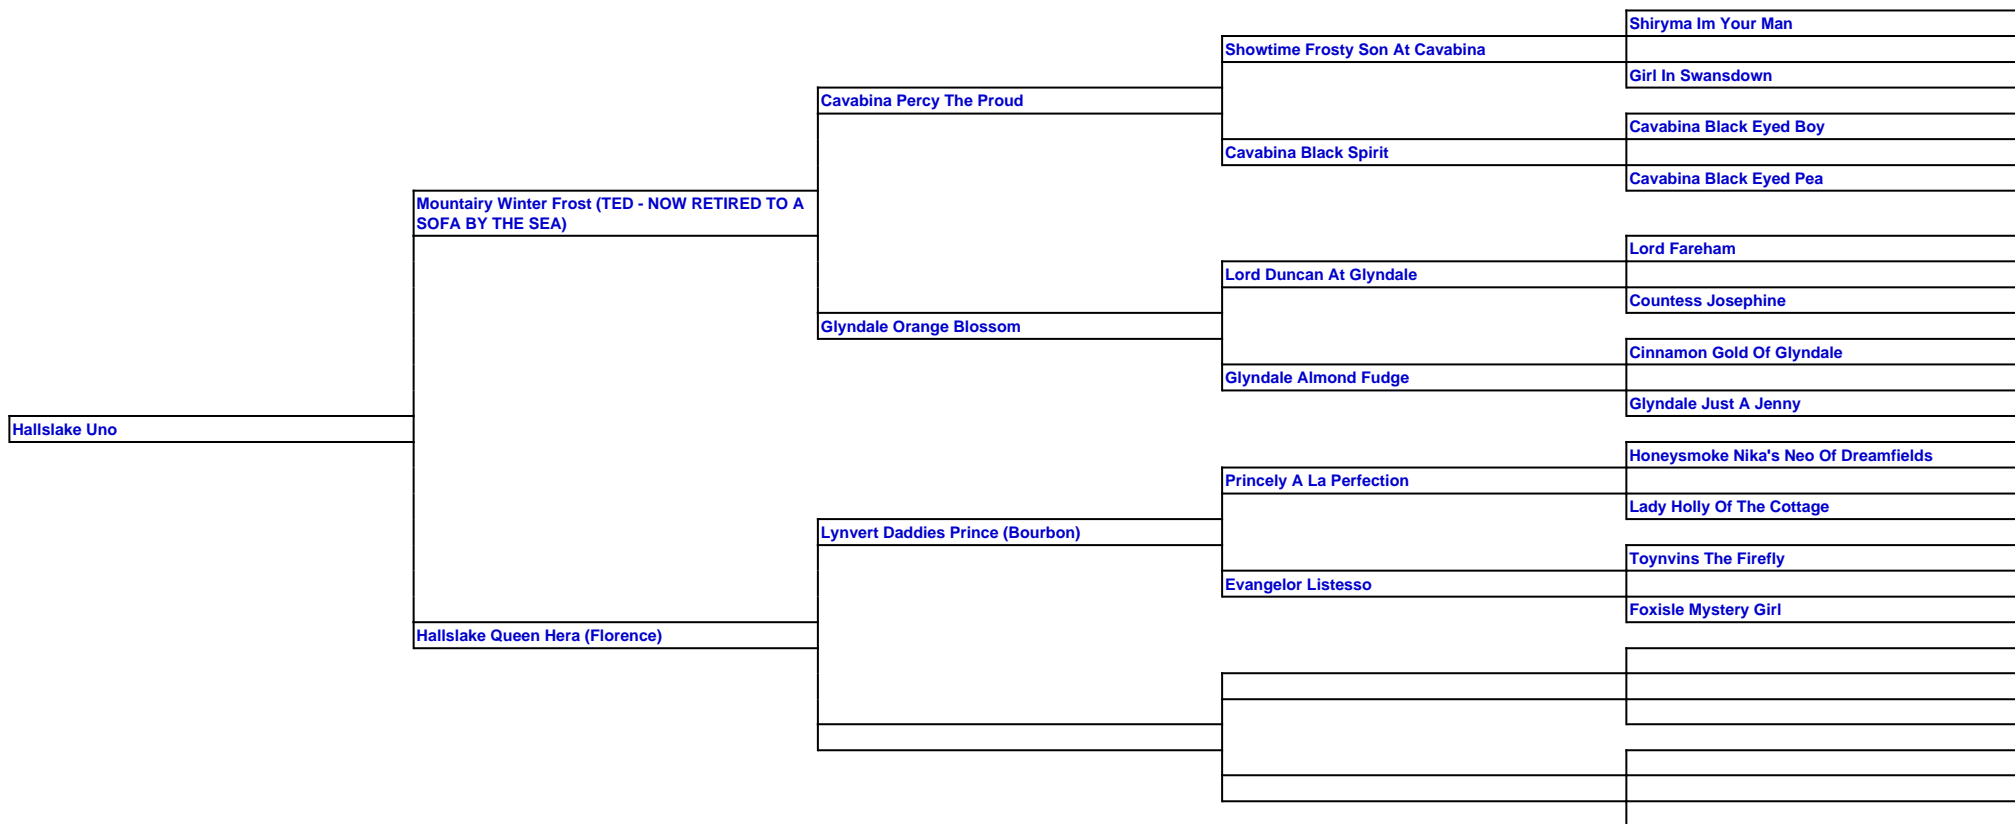 Shiryma Im Your Man
Showtime Frosty Son At Cavabina
Girl In Swansdown
Cavabina Percy The Proud
Cavabina Black Eyed Boy
Cavabina Black Spirit
Cavabina Black Eyed Pea
Mountairy Winter Frost (TED - NOW RETIRED TO A
SOFA BY THE SEA)
Lord Fareham
Lord Duncan At Glyndale
Countess Josephine
Glyndale Orange Blossom
Cinnamon Gold Of Glyndale
Glyndale Almond Fudge
Glyndale Just A Jenny
Hallslake Uno
Honeysmoke Nika's Neo Of Dreamfields
Princely A La Perfection
Lady Holly Of The Cottage
Lynvert Daddies Prince (Bourbon)
Toynvins The Firefly
Evangelor Listesso
Foxisle Mystery Girl
Hallslake Queen Hera (Florence)